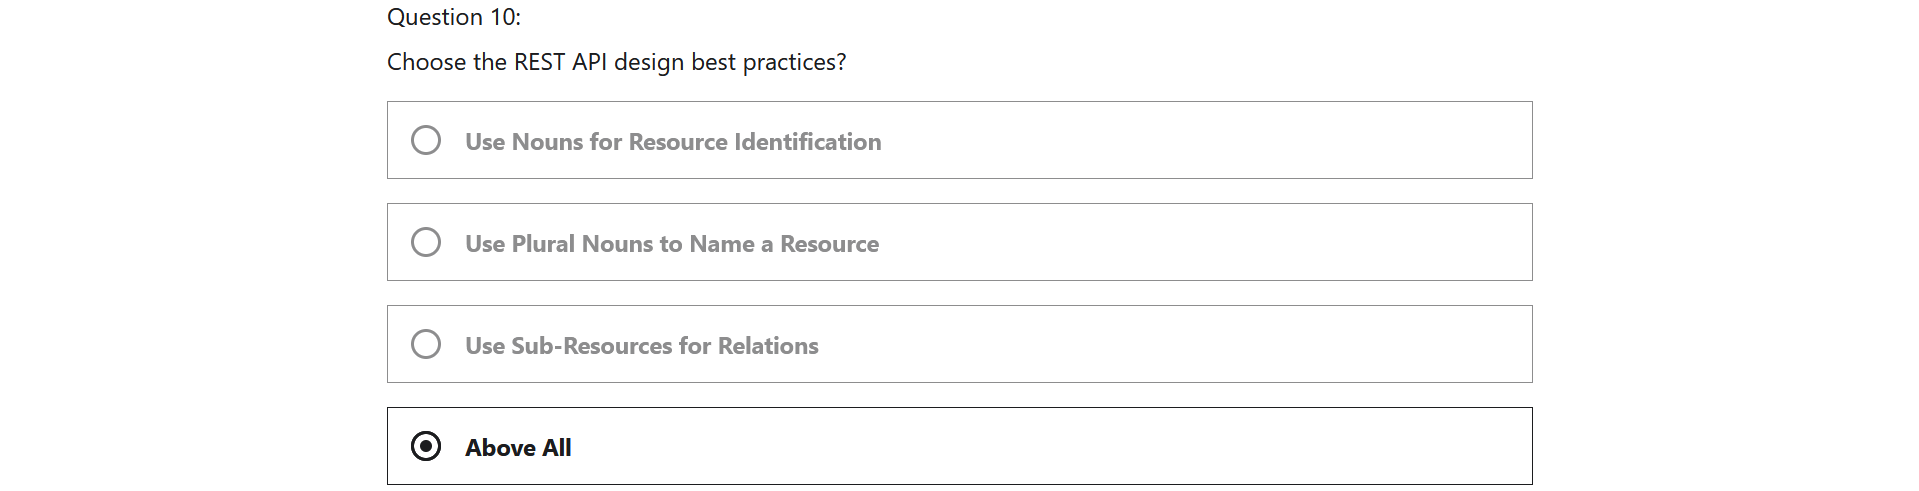 Question 10:
Choose the REST API design best practices?
Use Nouns for Resource Identification
Use Plural Nouns to Name a Resource
Use Sub-Resources for Relations
Above All